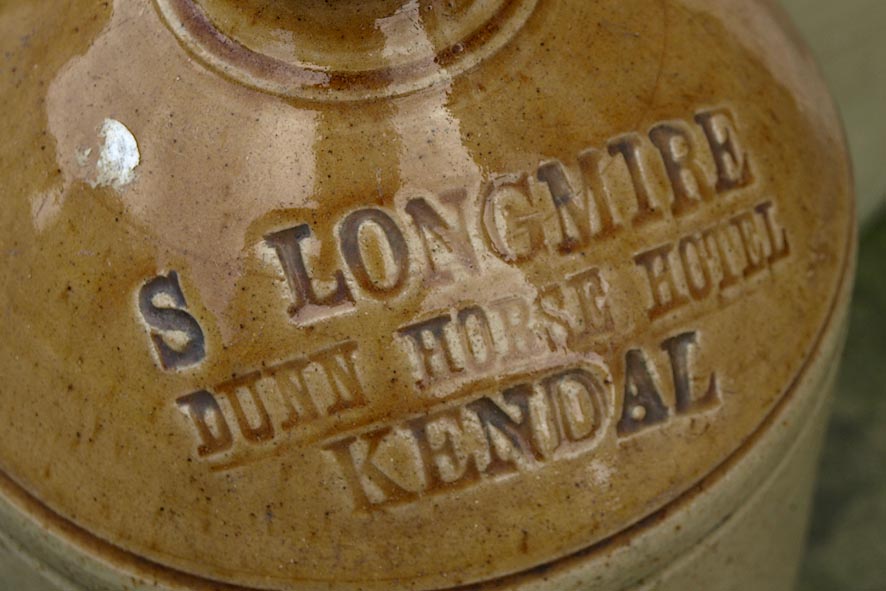 S LONGMIRE
DUNN HORSE HOTEL
KENDAL